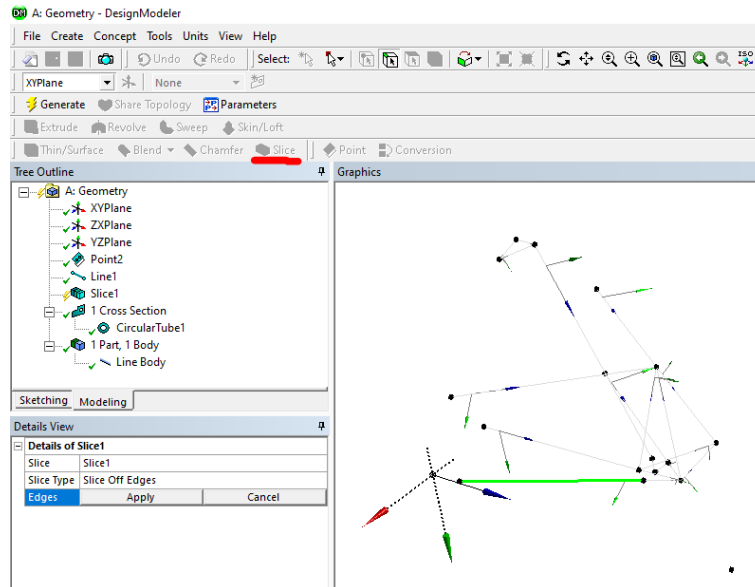 A: Geometry - DesignModeler
File Create Concept Tools Units View Help
Undo Redo Select:
XYPlane None
Generate Share Topology Parameters
Extrude Revolve Sweep Skin/Loft
Thin/Surface Blend Chamfer Slice Point Conversion
Tree Outline
A: Geometry
XYPlane
ZXPlane
YZPlane
Point2
Line1
Slice1
1 Cross Section
CircularTube1
1 Part, 1 Body
Line Body
Sketching Modeling
Details View
Details of Slice1
Slice Slice1
Slice Type Slice Off Edges
Edges Apply Cancel
Graphics
ISO